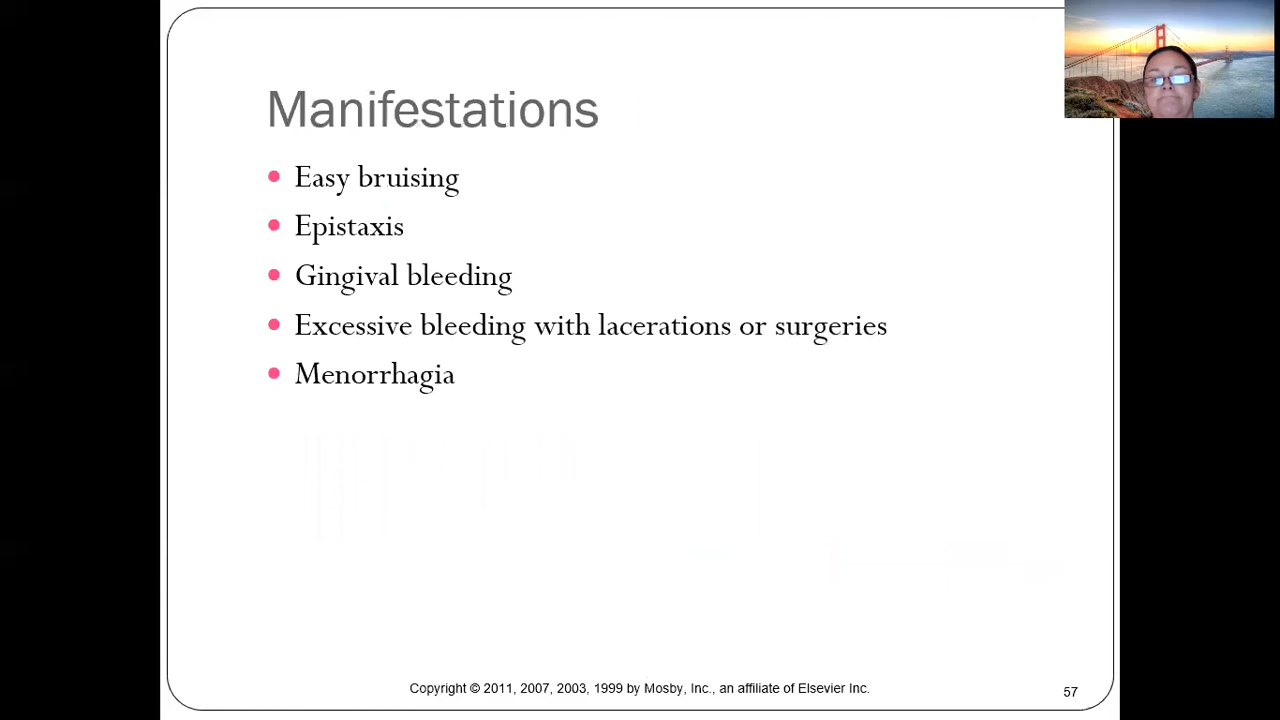 Manifestations
Easy bruising
Epistaxis
Gingival bleeding
Excessive bleeding with lacerations or surgeries
Menorrhagia
Copyright © 2011, 2007, 2003, 1999 by Mosby, Inc., an affiliate of Elsevier Inc.
57